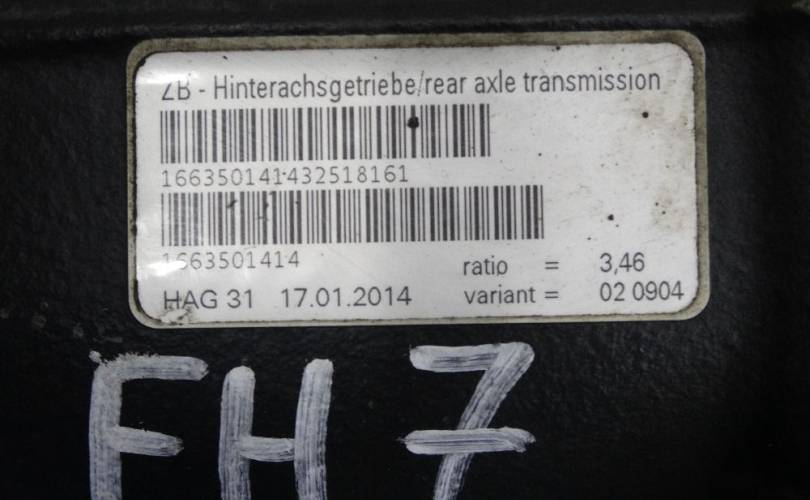 ZB - Hinterachsgetriebe/rear axle transmission
166350141432518161
1663501414
ratio = 3,46
HAG 31 17.01.2014 variant = 02 0904
FH 7